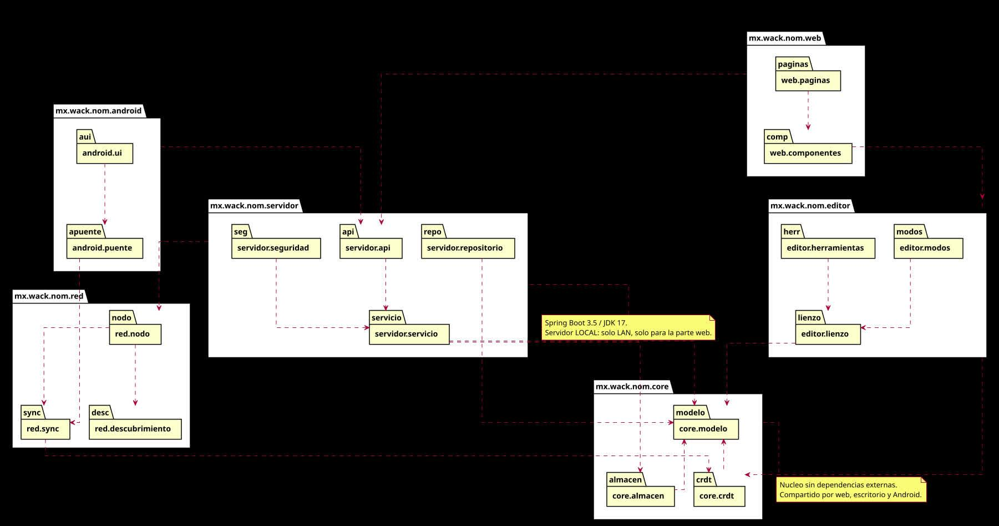 mx.wack.nom.web
paginas
web.paginas
comp
web.componentes
mx.wack.nom.android
aui
android.ui
apuente
android.puente
mx.wack.nom.servidor
seg
servidor.seguridad
api
servidor.api
repo
servidor.repositorio
servicio
servidor.servicio
Spring Boot 3.5 / JDK 17.
Servidor LOCAL: solo LAN, solo para la parte web.
mx.wack.nom.editor
herr
editor.herramientas
modos
editor.modos
lienzo
editor.lienzo
mx.wack.nom.red
nodo
red.nodo
sync
red.sync
desc
red.descubrimiento
mx.wack.nom.core
modelo
core.modelo
almacen
core.almacen
crdt
core.crdt
Nucleo sin dependencias externas.
Compartido por web, escritorio y Android.